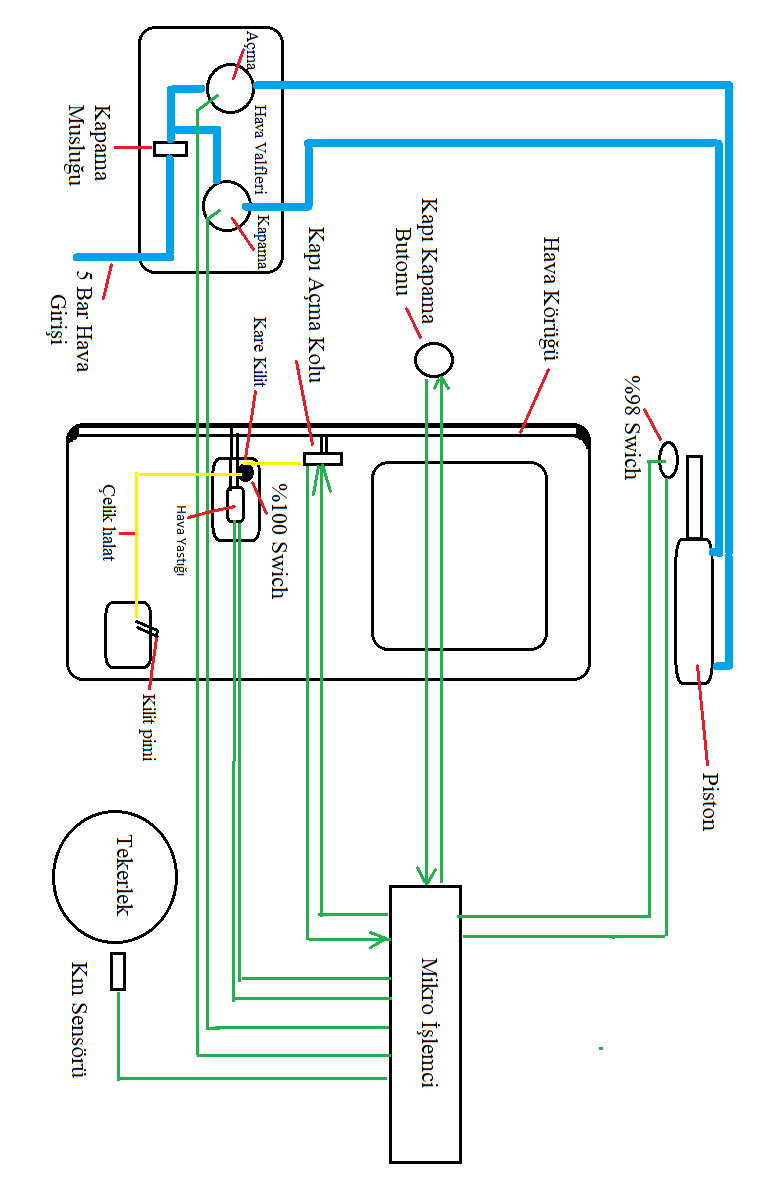 Açma
Hava Valfleri
Kapama
Kapama
Musluğu
5 Bar Hava
Girişi
Kapı Kapama
Butonu
Kapı Açma Kolu
Kare Kilit
Hava Körüğü
%98 Swich
%100 Swich
Hava Yastığı
Çelik halat
Kilit pimi
Piston
Tekerlek
Km Sensörü
Mikro İşlemci